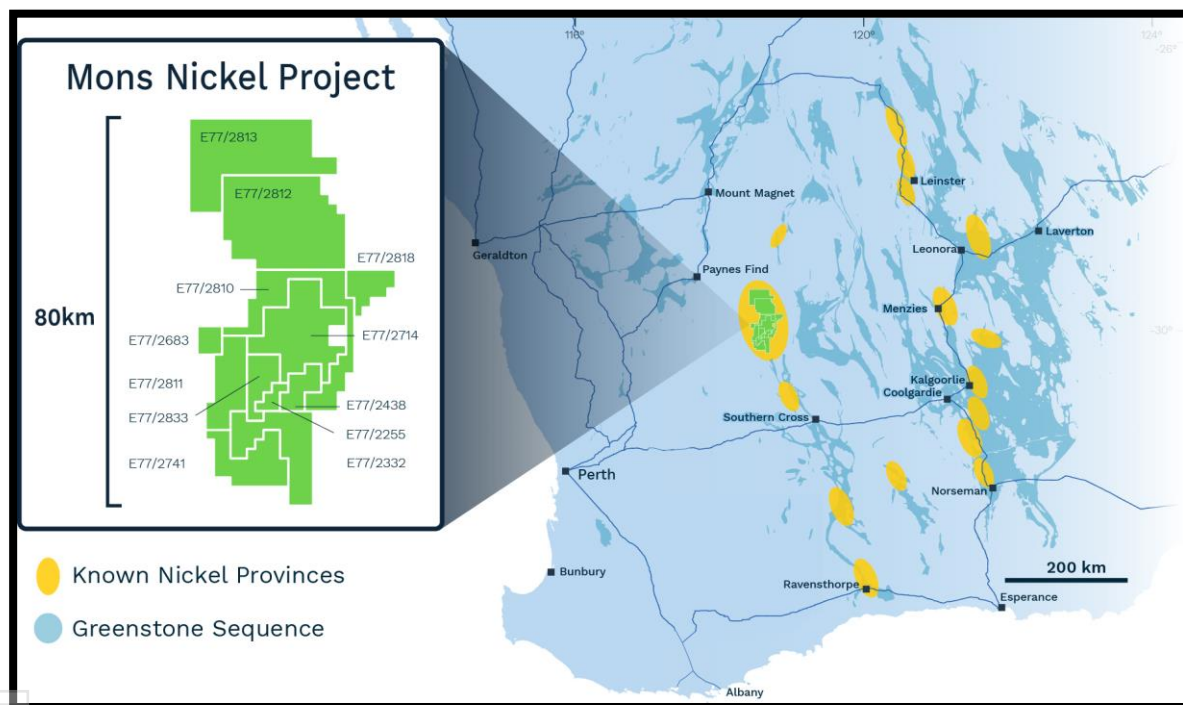 Mons Nickel Project
80km
E77/2813
E77/2812
E77/2818
E77/2810
E77/2683
E77/2714
E77/2811
E77/2833
E77/2438
E77/2255
E77/2741
E77/2332
Known Nickel Provinces
Greenstone Sequence
116°
120°
124°
-26°
-30°
Mount Magnet
Leinster
Laverton
Geraldton
Leonora
Paynes Find
Menzies
Kalgoorlie
Coolgardie
Southern Cross
Perth
Norseman
Bunbury
Ravensthorpe
200 km
Esperance
Albany